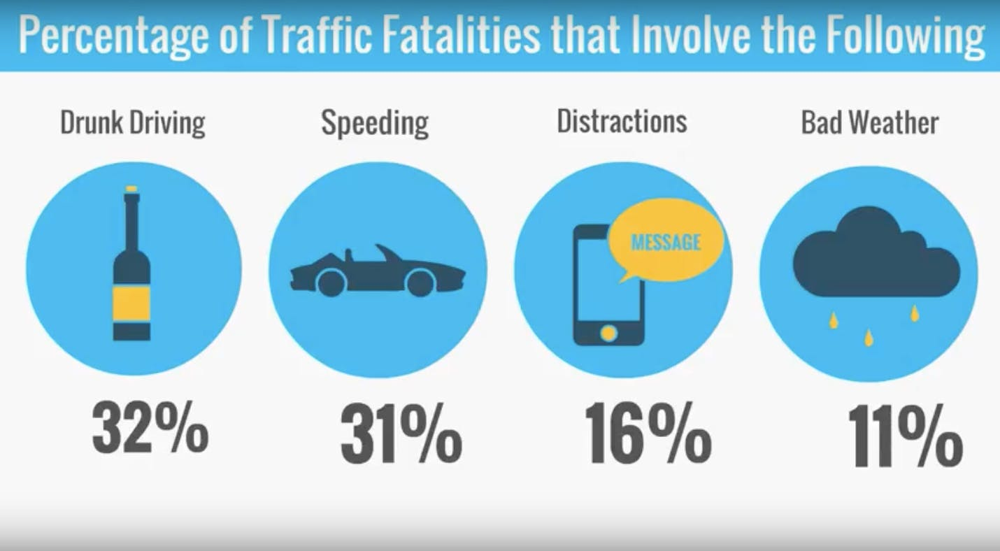 Percentage of Traffic Fatalities that Involve the Following
Drunk Driving
Speeding
Distractions
Bad Weather
MESSAGE
32%
31%
16%
11%